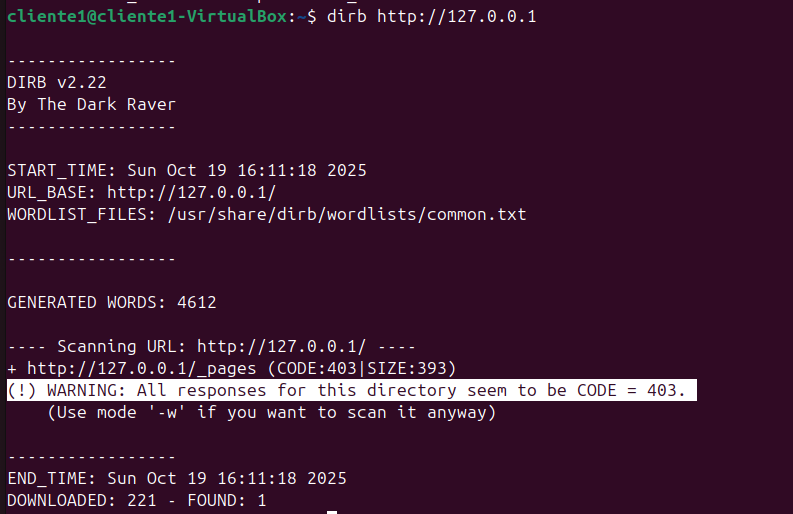 cliente1@cliente1-VirtualBox:~$ dirb http://127.0.0.1
-----------------
DIRB v2.22
By The Dark Raver
-----------------
START_TIME: Sun Oct 19 16:11:18 2025
URL_BASE: http://127.0.0.1/
WORDLIST_FILES: /usr/share/dirb/wordlists/common.txt
-----------------
GENERATED WORDS: 4612
---- Scanning URL: http://127.0.0.1/ ----
+ http://127.0.0.1/_pages (CODE:403|SIZE:393)
(!) WARNING: All responses for this directory seem to be CODE = 403.
    (Use mode '-w' if you want to scan it anyway)
-----------------
END_TIME: Sun Oct 19 16:11:18 2025
DOWNLOADED: 221 - FOUND: 1